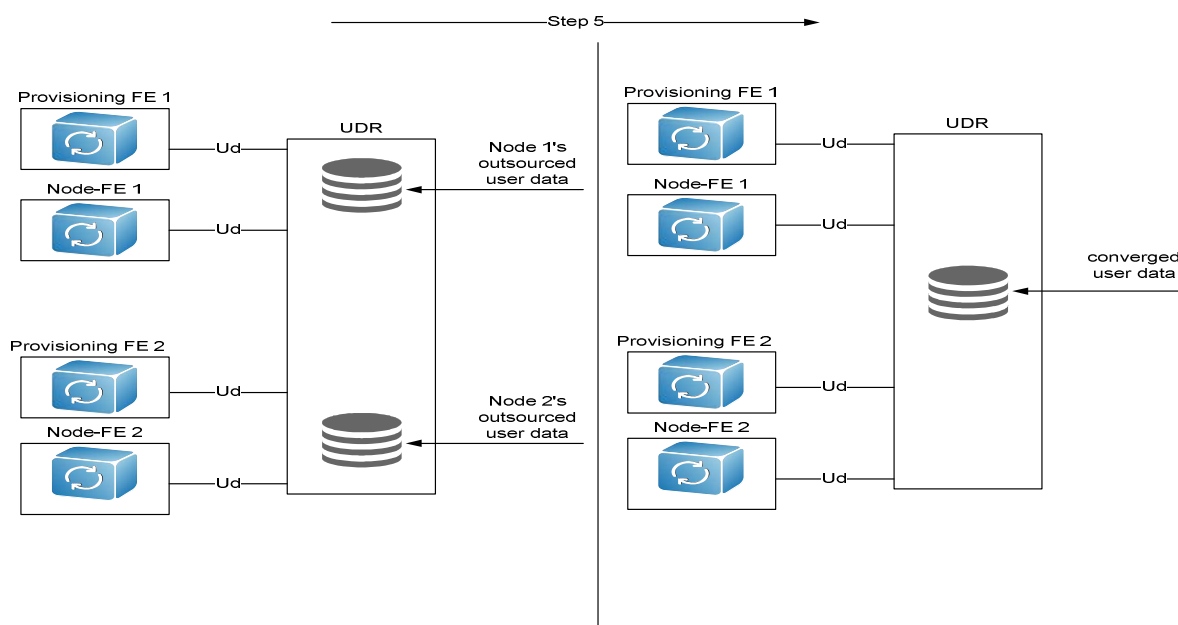 Step 5
Provisioning FE 1
Ud
UDR
Node 1's
outsourced
user data
Node-FE 1
Ud
Provisioning FE 2
Ud
Node 2's
outsourced
user data
Node-FE 2
Ud
Provisioning FE 1
Ud
UDR
Node-FE 1
Ud
converged
user data
Provisioning FE 2
Ud
Node-FE 2
Ud